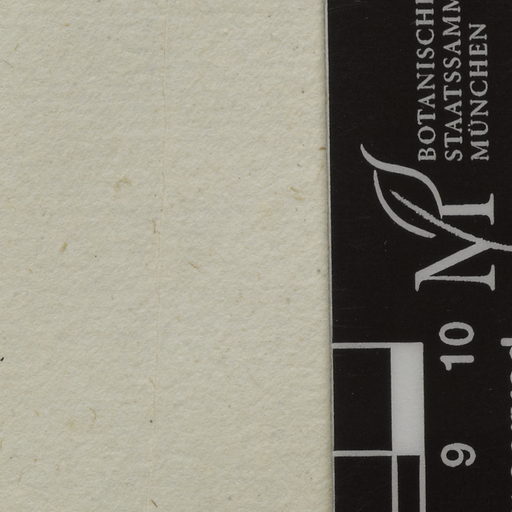 BOTANISCHE
STAATSSAMM
MÜNCHEN
10
9